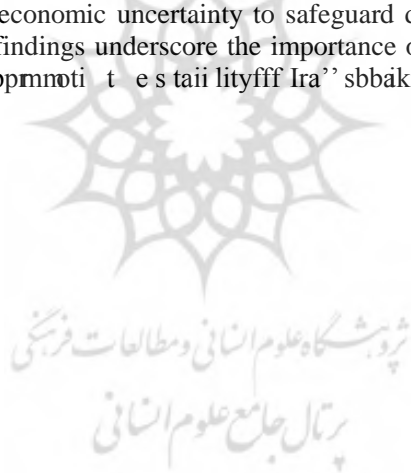 economic uncertainty to safeguard
findings underscore the importance
پژوهشگاه علوم انسانی و مطالعات فرهنگی
پرتال جامع علوم انسانی